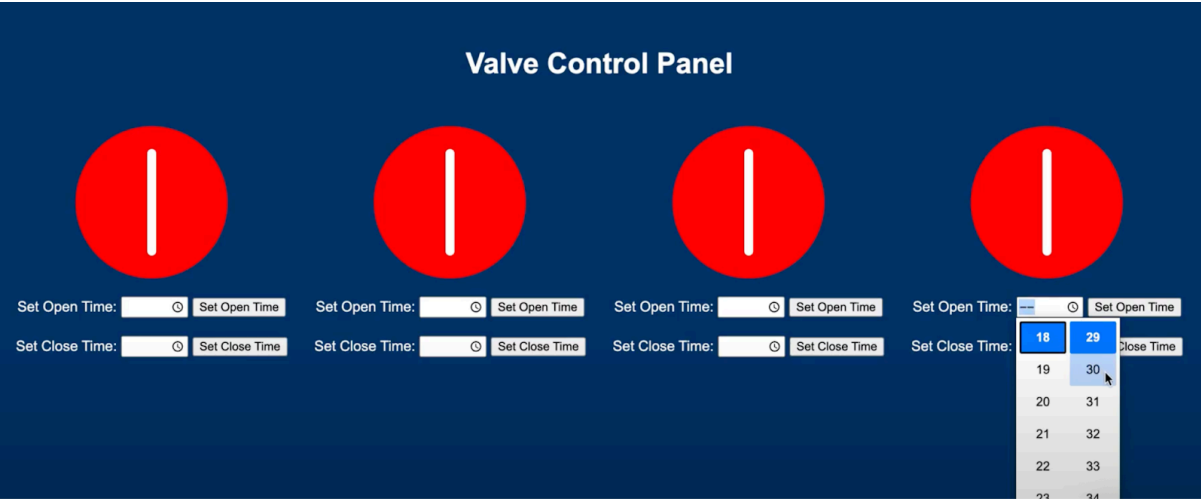 Valve Control Panel
Set Open Time: Set Open Time Set Open Time: Set Open Time Set Open Time: Set Open Time Set Open Time: -- Set Open Time
Set Close Time: Set Close Time Set Close Time: Set Close Time Set Close Time: Set Close Time Set Close Time: Close Time
18 29
19 30
20 31
21 32
22 33
23 34